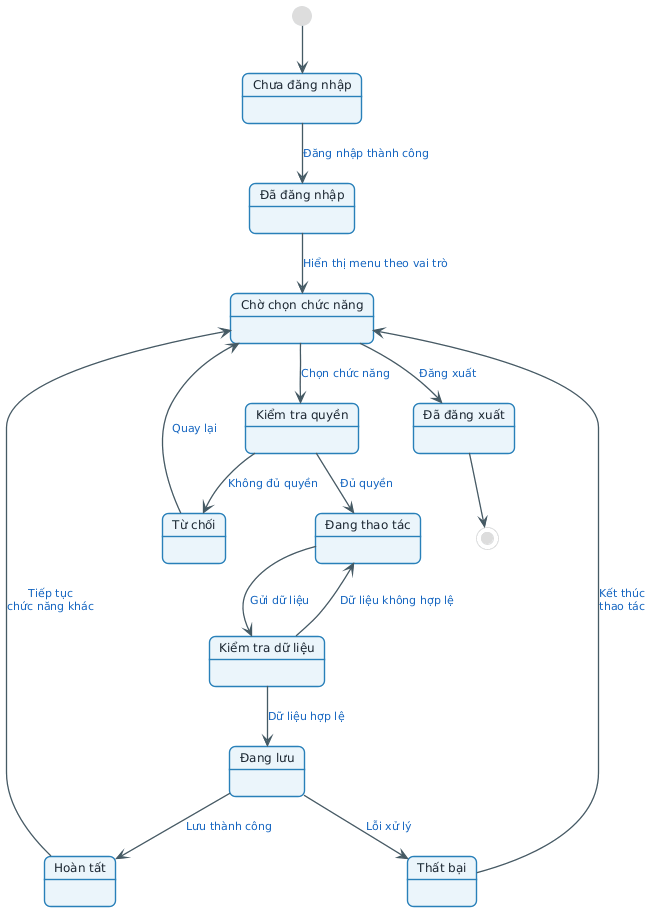 Chưa đăng nhập
Đăng nhập thành công
Đã đăng nhập
Hiển thị menu theo vai trò
Chờ chọn chức năng
Chọn chức năng
Đăng xuất
Kiểm tra quyền
Đã đăng xuất
Quay lại
Không đủ quyền
Đủ quyền
Từ chối
Đang thao tác
Tiếp tục
chức năng khác
Gửi dữ liệu
Dữ liệu không hợp lệ
Kết thúc
thao tác
Kiểm tra dữ liệu
Dữ liệu hợp lệ
Đang lưu
Lưu thành công
Lỗi xử lý
Hoàn tất
Thất bại